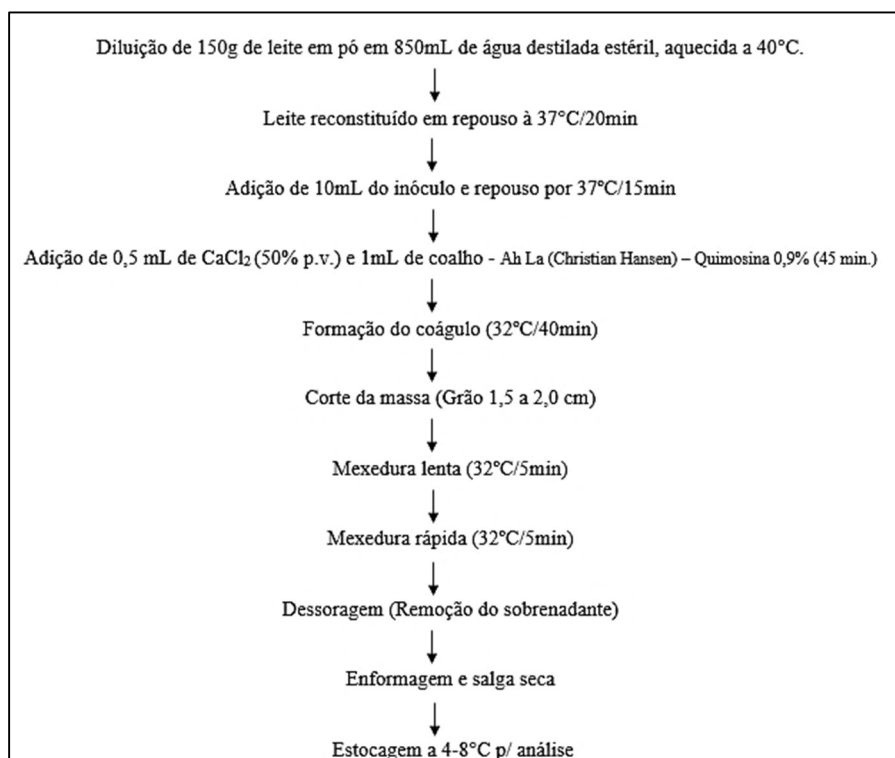 Diluição de 150g de leite em pó em 850mL de água destilada estéril, aquecida a 40°C.
Leite reconstituído em repouso à 37°C/20min
Adição de 10mL do inóculo e repouso por 37°C/15min
Adição de 0,5 mL de CaCl₂ (50% p.v.) e 1mL de coalho - Ah La (Christian Hansen) – Quimosina 0,9% (45 min.)
Formação do coágulo (32°C/40min)
Corte da massa (Grão 1,5 a 2,0 cm)
Mexedura lenta (32°C/5min)
Mexedura rápida (32°C/5min)
Dessoragem (Remoção do sobrenadante)
Enformagem e salga seca
Estocagem a 4-8°C p/ análise